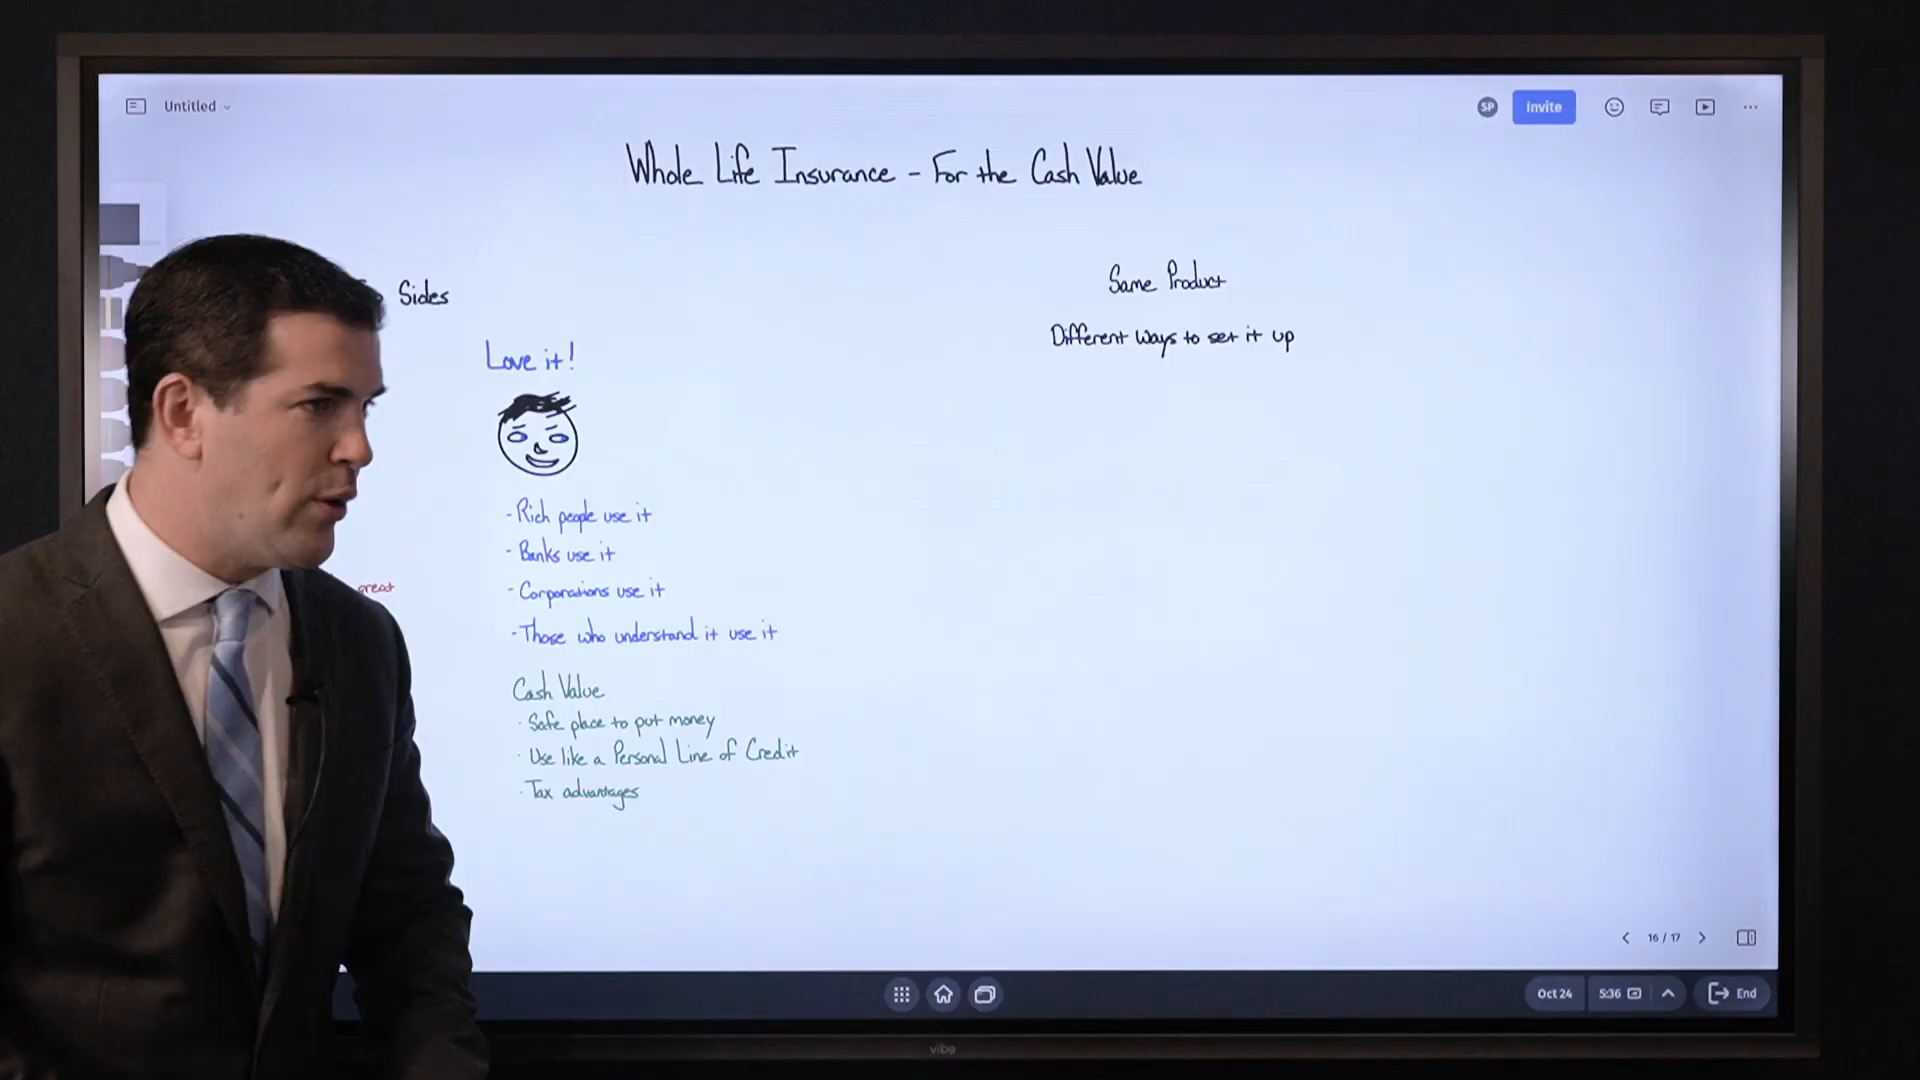 Untitled
SP
Invite
Whole Life Insurance - For the Cash Value
Sides
Love it!
- Rich people use it
- Banks use it
- Corporations use it
- Those who understand it use it
great
Cash Value
· Safe place to put money
· Use like a Personal Line of Credit
· Tax advantages
Same Product
Different ways to set it up
16 / 17
Oct 24
5:36
End
vibe